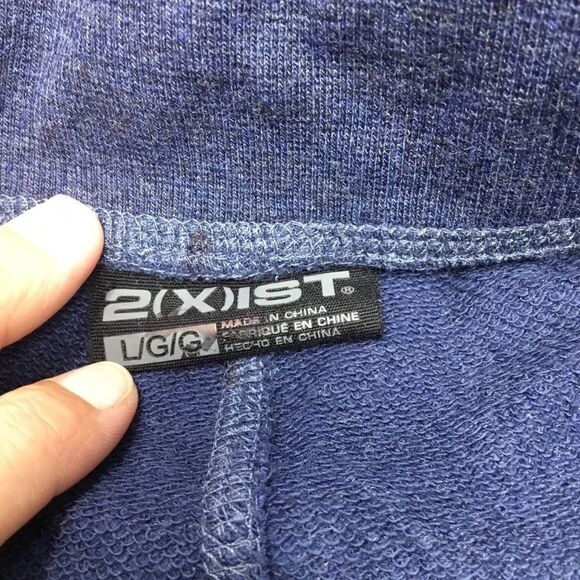 2(X)IST®
MADE IN CHINA
L/G/G FABRIQUÉ EN CHINE
HECHO EN CHINA